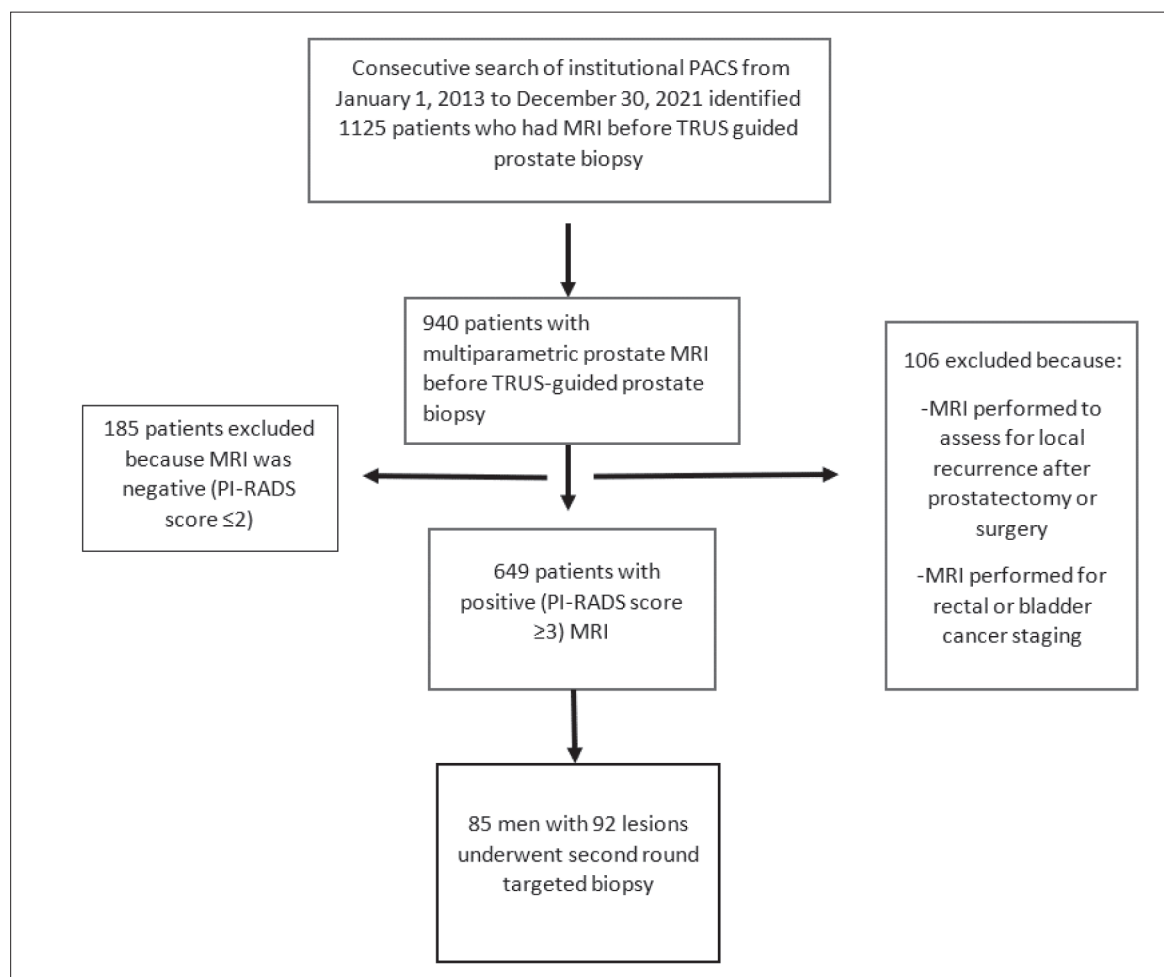 Consecutive search of institutional PACS from
January 1, 2013 to December 30, 2021 identified
1125 patients who had MRI before TRUS guided
prostate biopsy
940 patients with
multiparametric prostate MRI
before TRUS-guided prostate
biopsy
185 patients excluded
because MRI was
negative (PI-RADS
score ≤2)
106 excluded because:
-MRI performed to
assess for local
recurrence after
prostatectomy or
surgery
-MRI performed for
rectal or bladder
cancer staging
649 patients with
positive (PI-RADS score
≥3) MRI
85 men with 92 lesions
underwent second round
targeted biopsy